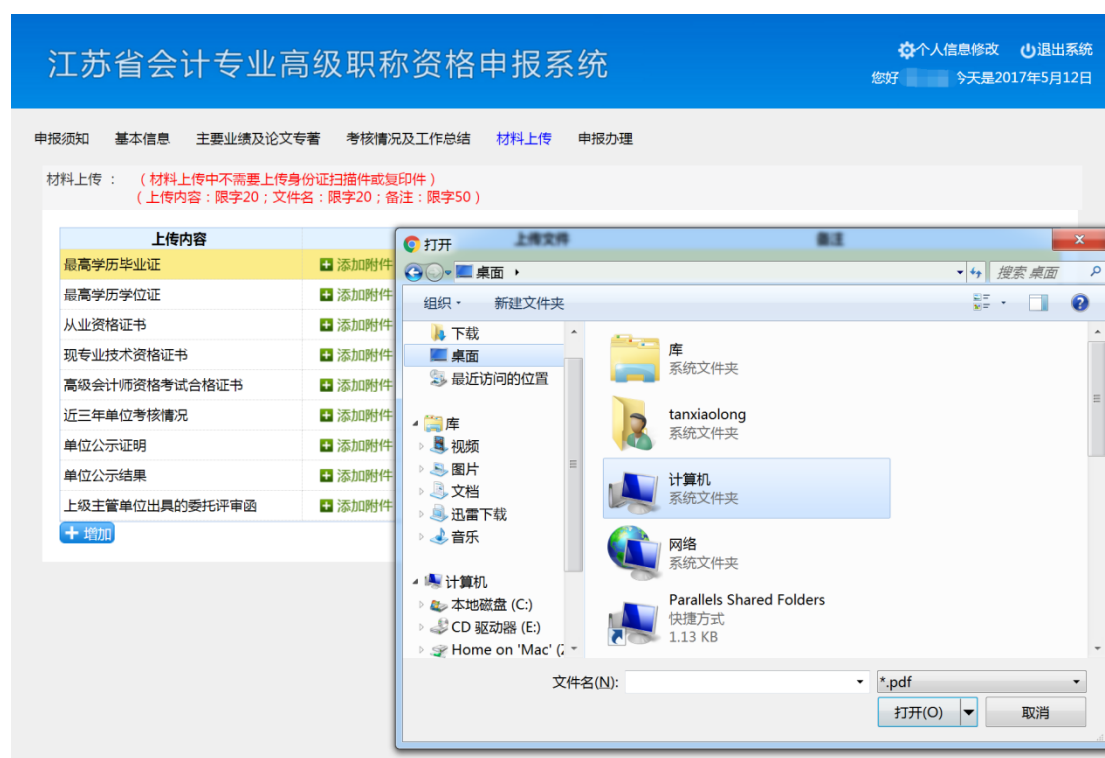 江苏省会计专业高级职称资格申报系统
个人信息修改 退出系统
您好 今天是2017年5月12日
申报须知 基本信息 主要业绩及论文专著 考核情况及工作总结 材料上传 申报办理
材料上传 ： （材料上传中不需要上传身份证扫描件或复印件）
（上传内容：限字20；文件名：限字20；备注：限字50）
上传内容 上传文件 备注
最高学历毕业证 添加附件
最高学历学位证 添加附件
从业资格证书 添加附件
现专业技术资格证书 添加附件
高级会计师资格考试合格证书 添加附件
近三年单位考核情况 添加附件
单位公示证明 添加附件
单位公示结果 添加附件
上级主管单位出具的委托评审函 添加附件
增加
打开
桌面
搜索 桌面
组织 新建文件夹
下载
桌面
最近访问的位置
库
视频
图片
文档
迅雷下载
音乐
计算机
本地磁盘 (C:)
CD 驱动器 (E:)
Home on 'Mac' (Z
库
系统文件夹
tanxiaolong
系统文件夹
计算机
系统文件夹
网络
系统文件夹
Parallels Shared Folders
快捷方式
1.13 KB
文件名(N): *.pdf
打开(O) 取消